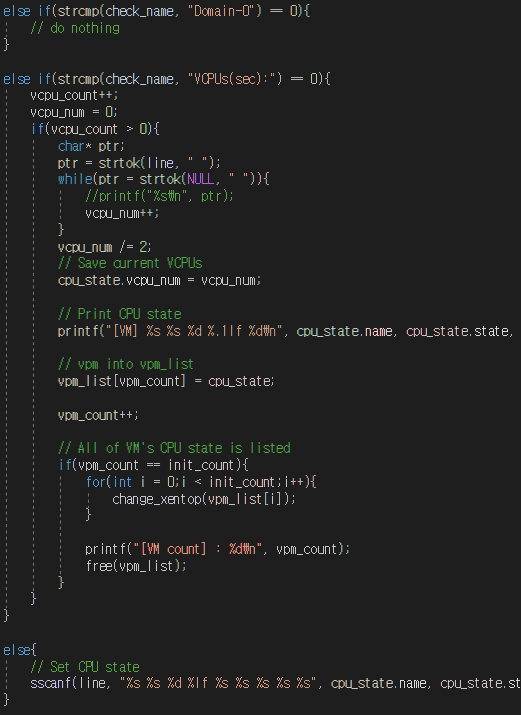 else if(strcmp(check_name, "Domain-0") == 0){
// do nothing
}
else if(strcmp(check_name, "VCPUs(sec):") == 0){
vcpu_count++;
vcpu_num = 0;
if(vcpu_count > 0){
char* ptr;
ptr = strtok(line, " ");
while(ptr = strtok(NULL, " ")){
//printf("%s₩n", ptr);
vcpu_num++;
}
vcpu_num /= 2;
// Save current VCPUs
cpu_state.vcpu_num = vcpu_num;
// Print CPU state
printf("[VM] %s %s %d %.1lf %d₩n", cpu_state.name, cpu_state.state,
// vpm into vpm_list
vpm_list[vpm_count] = cpu_state;
vpm_count++;
// All of VM's CPU state is listed
if(vpm_count == init_count){
for(int i = 0;i < init_count;i++){
change_xentop(vpm_list[i]);
}
printf("[VM count] : %d₩n", vpm_count);
free(vpm_list);
}
}
}
else{
// Set CPU state
sscanf(line, "%s %s %d %lf %s %s %s %s %s", cpu_state.name, cpu_state.st
}